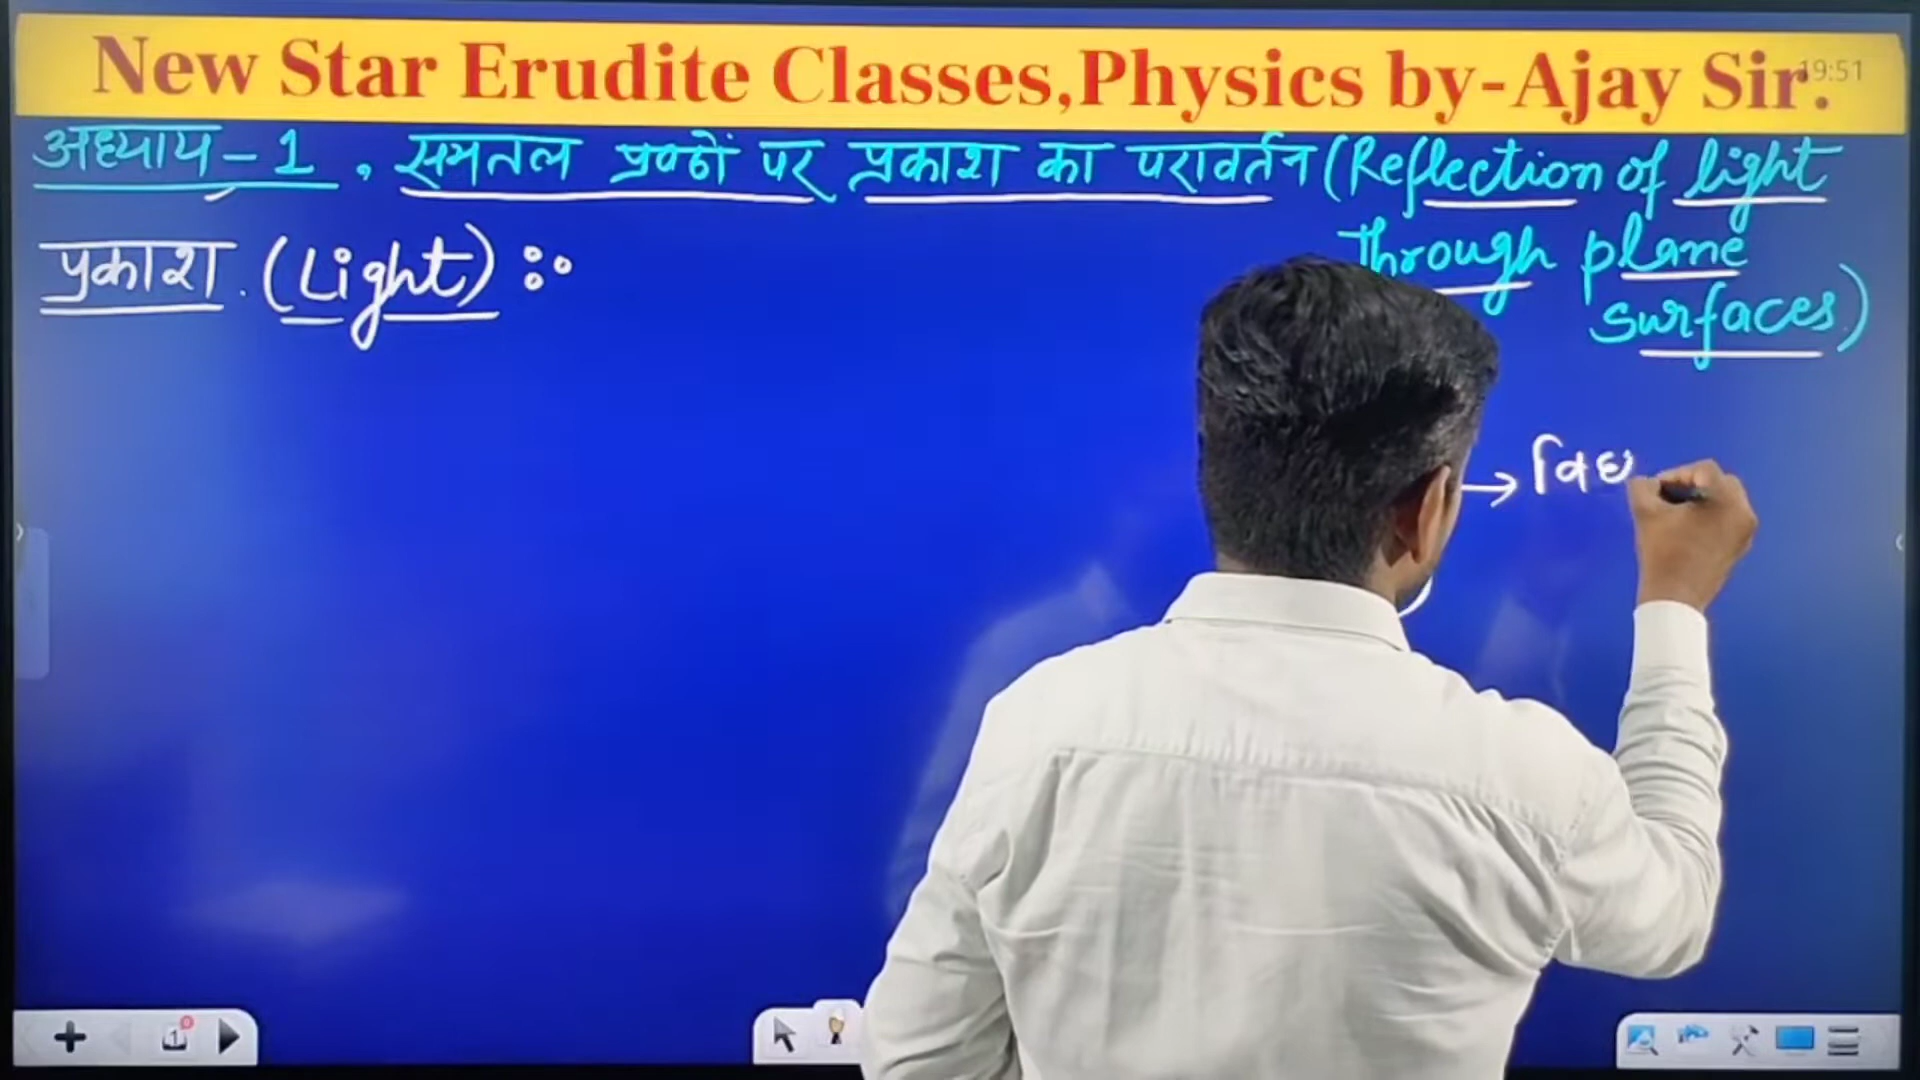 New Star Erudite Classes,Physics by-Ajay Sir.
19:51
अध्याय-1, समतल पृष्ठों पर प्रकाश का परावर्तन (Reflection of light
through plane
surfaces)
प्रकाश (Light) :
1